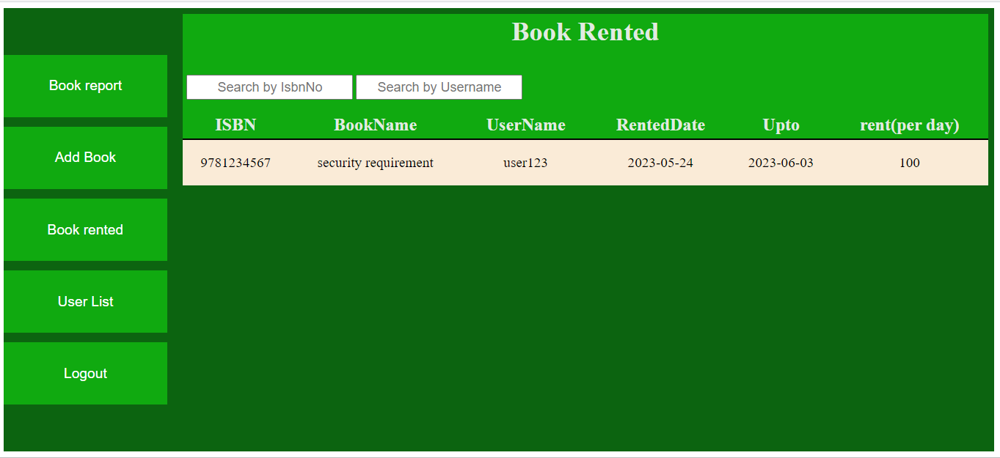 Book report
Add Book
Book rented
User List
Logout
Book Rented
Search by IsbnNo Search by Username
ISBN BookName UserName RentedDate Upto rent(per day)
9781234567 security requirement user123 2023-05-24 2023-06-03 100